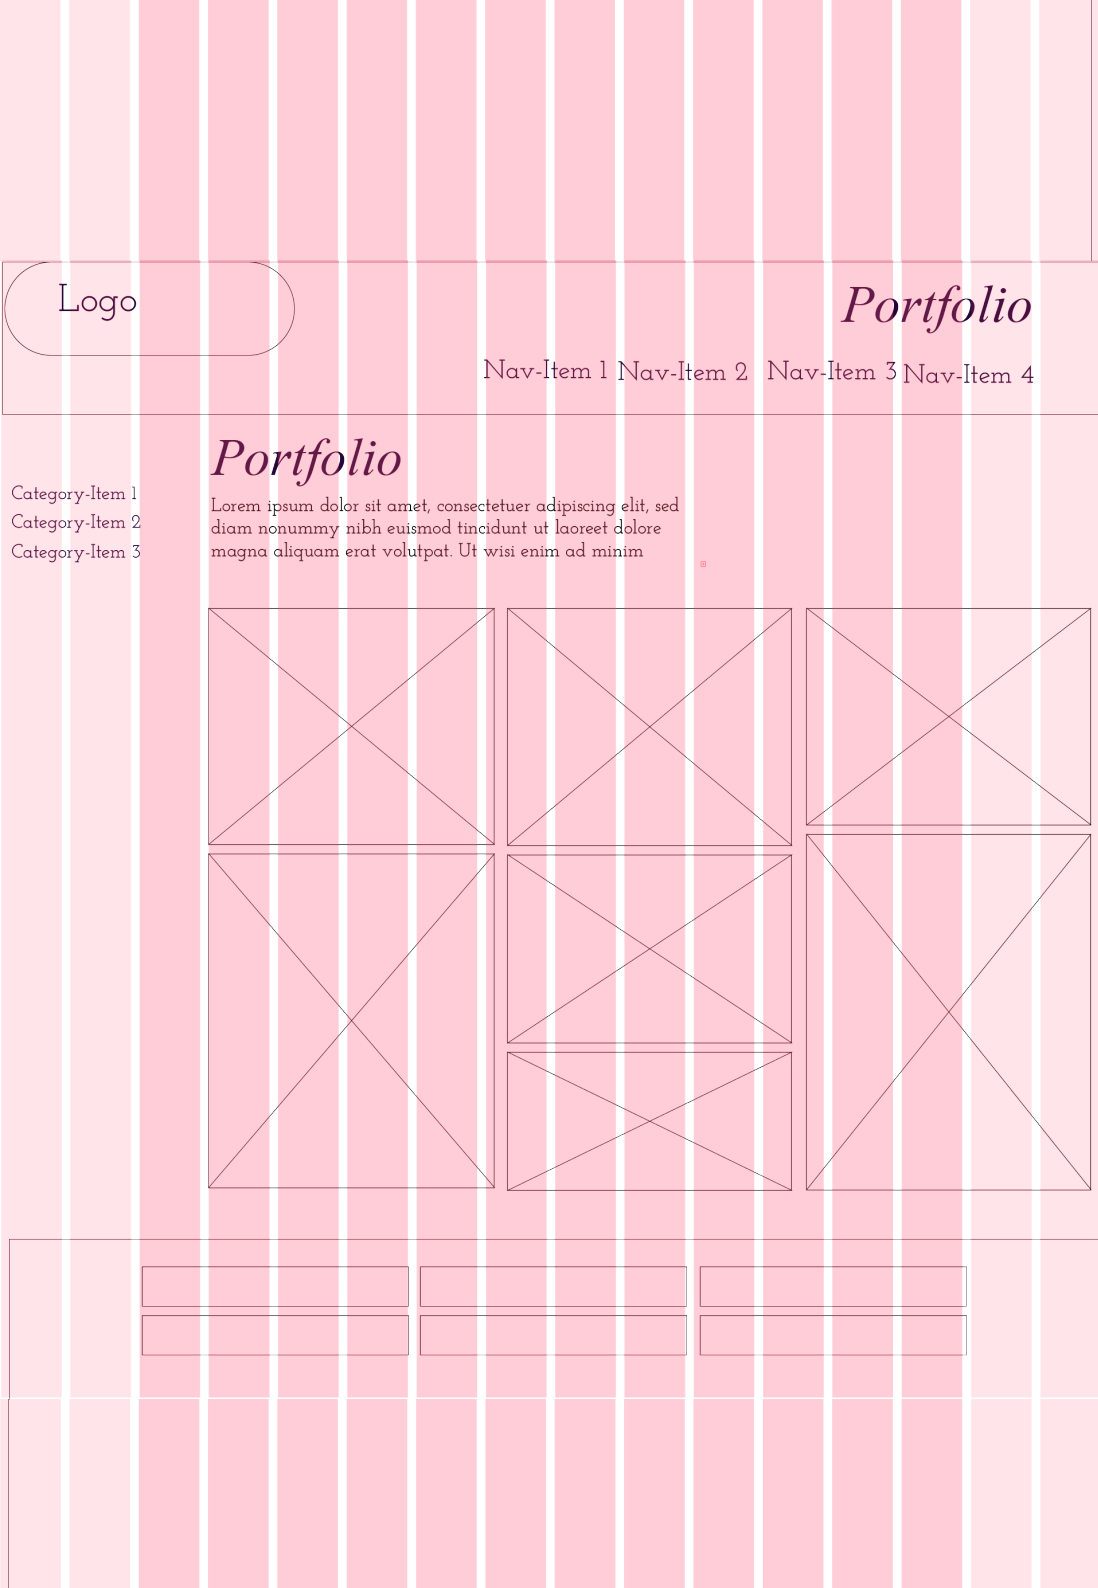 Logo
Portfolio
Nav-Item 1 Nav-Item 2 Nav-Item 3 Nav-Item 4
Portfolio
Category-Item 1
Category-Item 2
Category-Item 3
Lorem ipsum dolor sit amet, consectetuer adipiscing elit, sed
diam nonummy nibh euismod tincidunt ut laoreet dolore
magna aliquam erat volutpat. Ut wisi enim ad minim